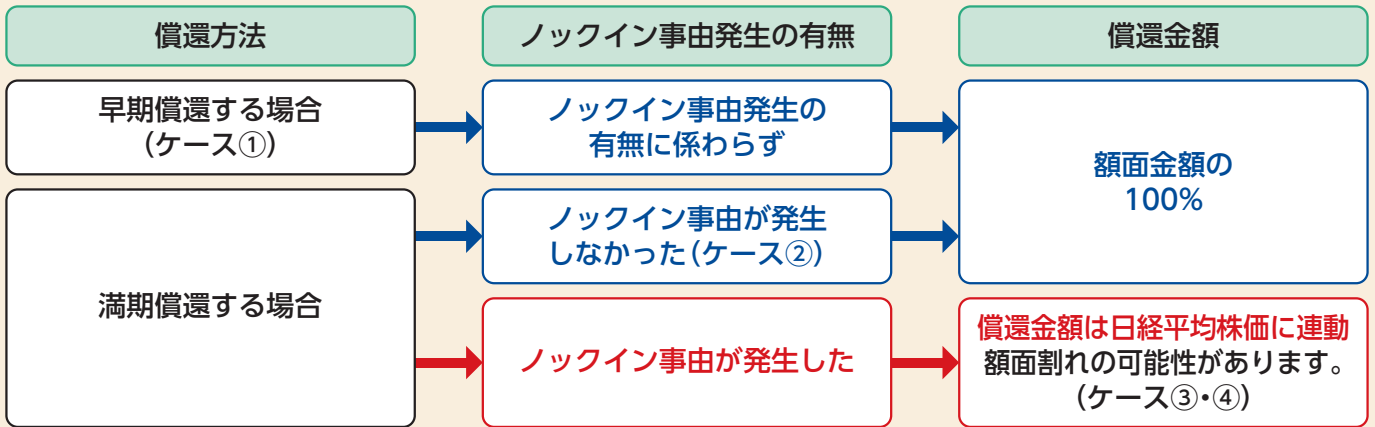 償還方法
ノックイン事由発生の有無
償還金額
早期償還する場合
(ケース①)
ノックイン事由発生の
有無に係わらず
額面金額の
100%
満期償還する場合
ノックイン事由が発生
しなかった(ケース②)
ノックイン事由が発生した
償還金額は日経平均株価に連動
額面割れの可能性があります。
(ケース③・④)